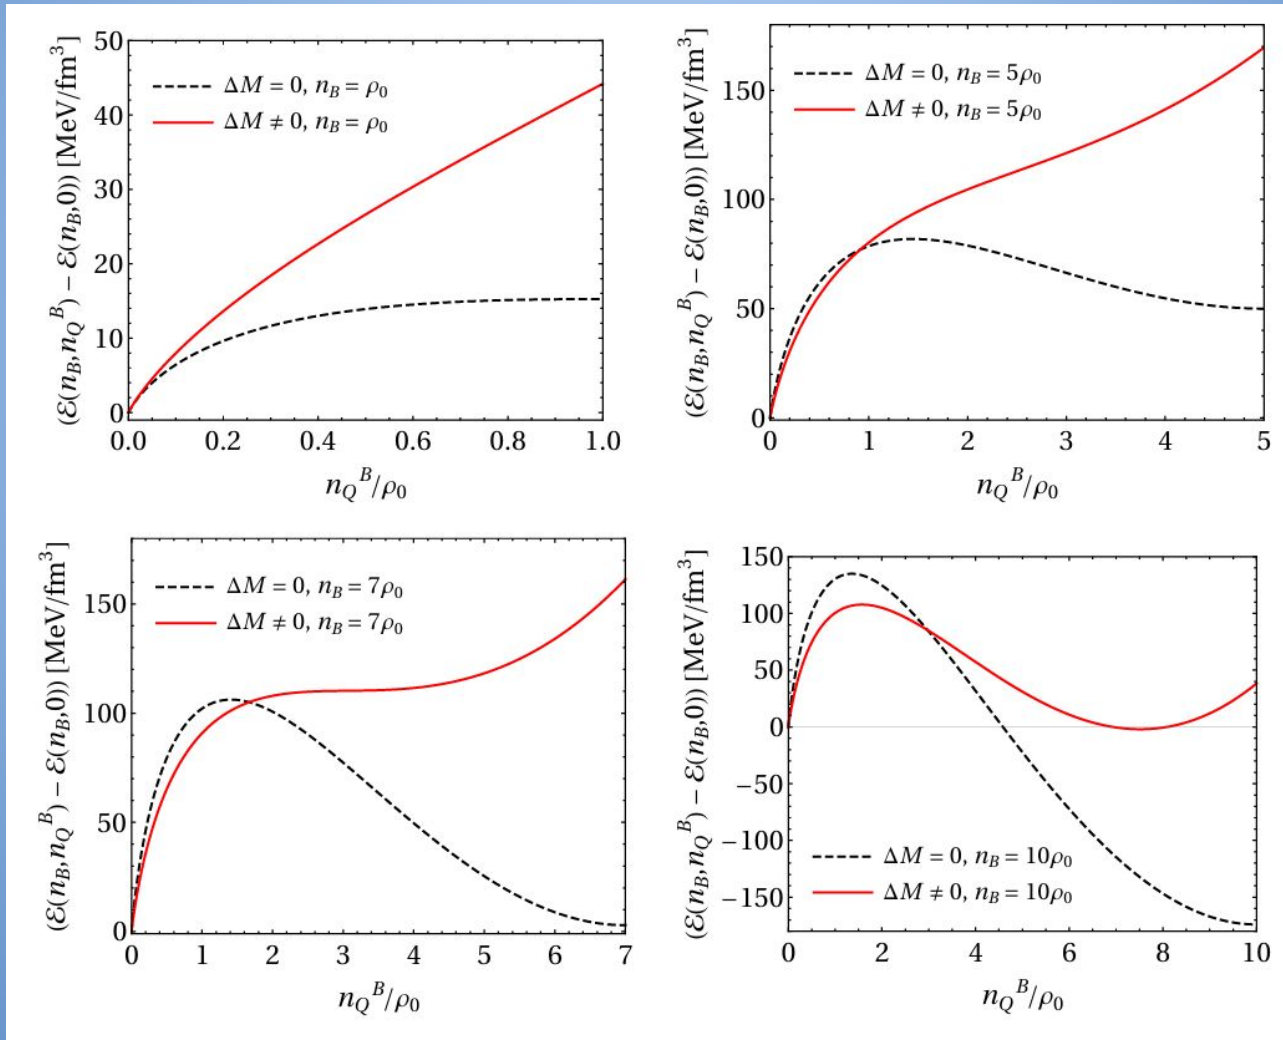 (ℰ(n_B,n_Q^B) − ℰ(n_B,0)) [MeV/fm^3]
50
40
30
20
10
0
ΔM = 0, n_B = ρ_0
ΔM ≠ 0, n_B = ρ_0
0.0 0.2 0.4 0.6 0.8 1.0
n_Q^B/ρ_0
(ℰ(n_B,n_Q^B) − ℰ(n_B,0)) [MeV/fm^3]
150
100
50
0
ΔM = 0, n_B = 5ρ_0
ΔM ≠ 0, n_B = 5ρ_0
0 1 2 3 4 5
n_Q^B/ρ_0
(ℰ(n_B,n_Q^B) − ℰ(n_B,0)) [MeV/fm^3]
150
100
50
0
ΔM = 0, n_B = 7ρ_0
ΔM ≠ 0, n_B = 7ρ_0
0 1 2 3 4 5 6 7
n_Q^B/ρ_0
(ℰ(n_B,n_Q^B) − ℰ(n_B,0)) [MeV/fm^3]
150
100
50
0
−50
−100
−150
ΔM = 0, n_B = 10ρ_0
ΔM ≠ 0, n_B = 10ρ_0
0 2 4 6 8 10
n_Q^B/ρ_0